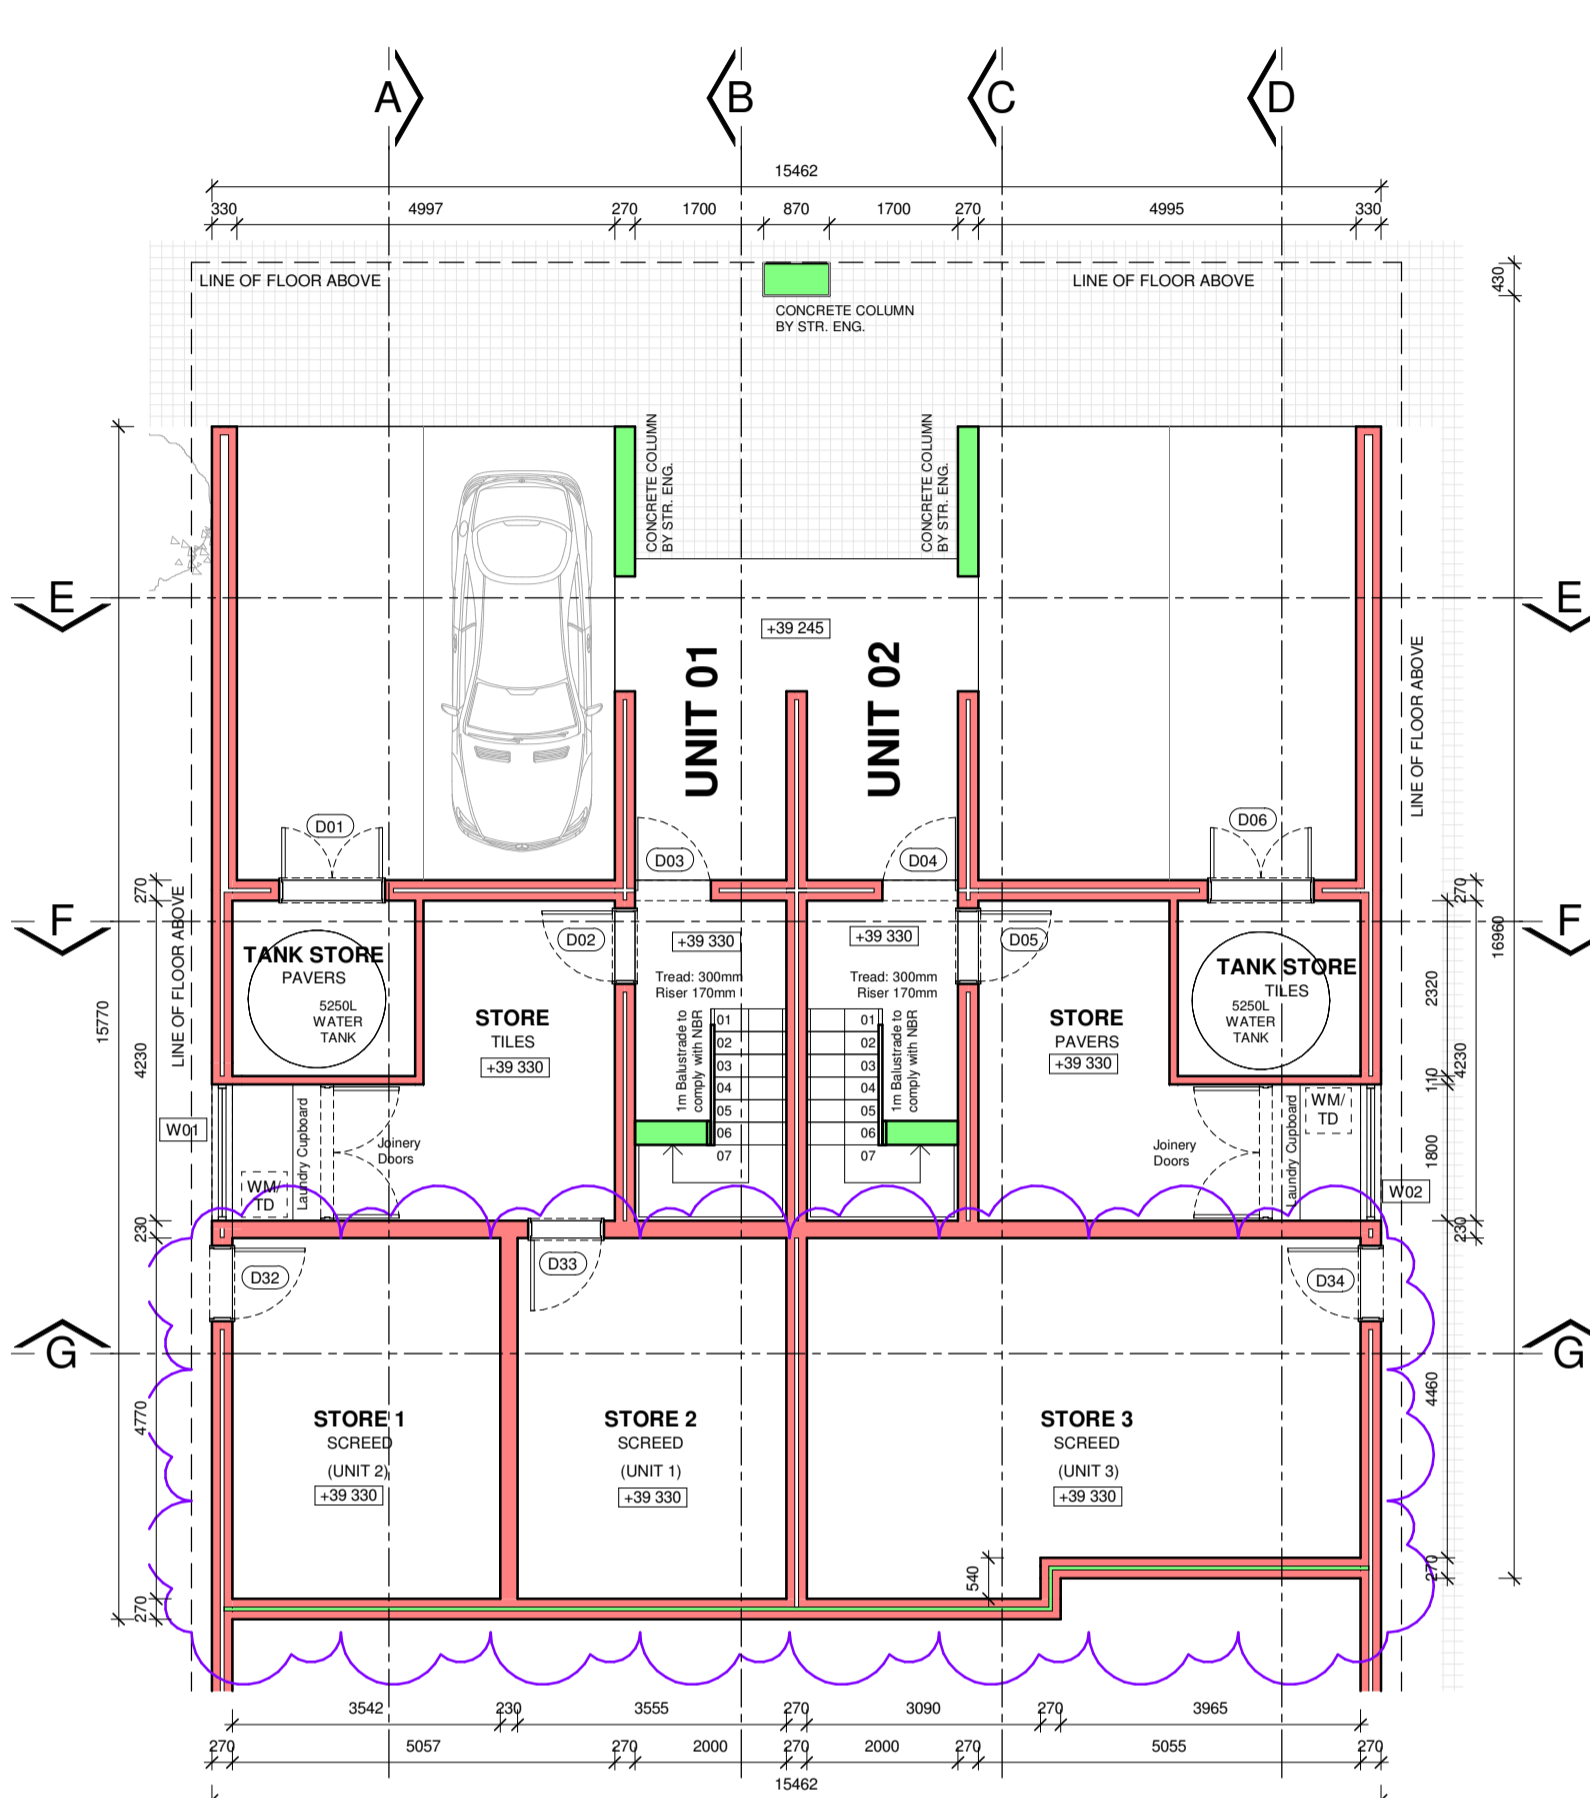 A B C D
15462
330 4997 270 1700 870 1700 270 4995 330
LINE OF FLOOR ABOVE
LINE OF FLOOR ABOVE
430
CONCRETE COLUMN
BY STR. ENG.
CONCRETE COLUMN
BY STR. ENG.
CONCRETE COLUMN
BY STR. ENG.
E E
+39 245
UNIT 01
UNIT 02
LINE OF FLOOR ABOVE
D01
D06
D03
D04
270
270
LINE OF FLOOR ABOVE
F F
16960
D02
+39 330
+39 330
D05
TANK STORE
PAVERS
5250L
WATER
TANK
TANK STORE
TILES
5250L
WATER
TANK
Tread: 300mm
Riser 170mm
Tread: 300mm
Riser 170mm
2320
15770
STORE
TILES
+39 330
STORE
PAVERS
+39 330
1m Balustrade to
comply with NBR
1m Balustrade to
comply with NBR
01
02
03
04
05
06
07
01
02
03
04
05
06
07
4230
4230
110
W01
Laundry Cupboard
Joinery
Doors
WM/
TD
Joinery
Doors
Laundry Cupboard
WM/
TD
1800
W02
230
230
D32
D33
D34
G G
4770
4460
STORE 1
SCREED
(UNIT 2)
+39 330
STORE 2
SCREED
(UNIT 1)
+39 330
STORE 3
SCREED
(UNIT 3)
+39 330
540
270
270
3542 230 3555 270 3090 270 3965
270 5057 270 2000 270 2000 270 5055 270
15462